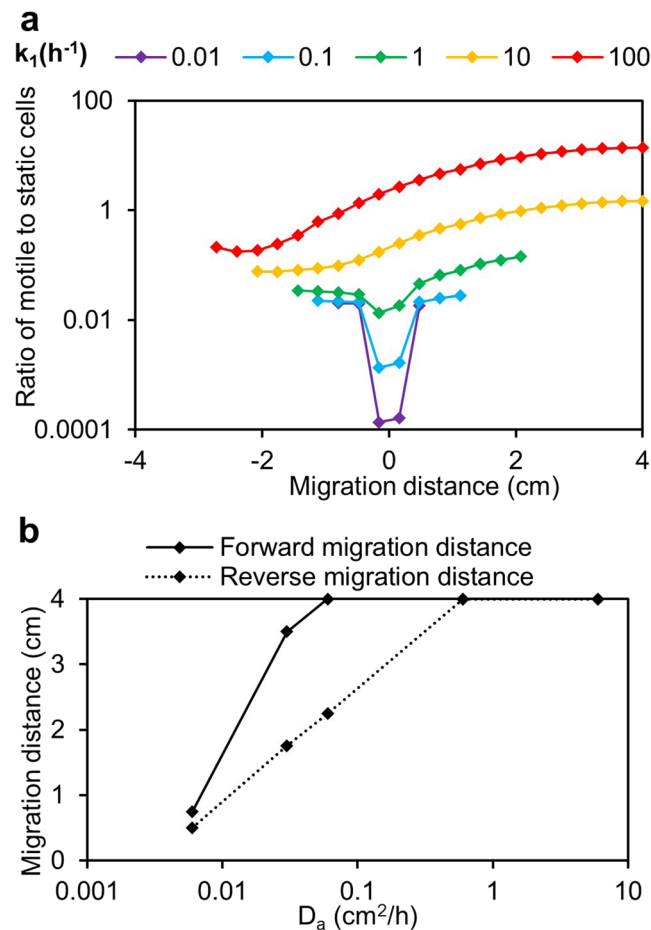 a
k1(h-1) 0.01 0.1 1 10 100
Ratio of motile to static cells
100
1
0.01
0.0001
-4 -2 0 2 4
Migration distance (cm)
b
Forward migration distance
Reverse migration distance
Migration distance (cm)
4
3
2
1
0
0.001 0.01 0.1 1 10
Da (cm2/h)